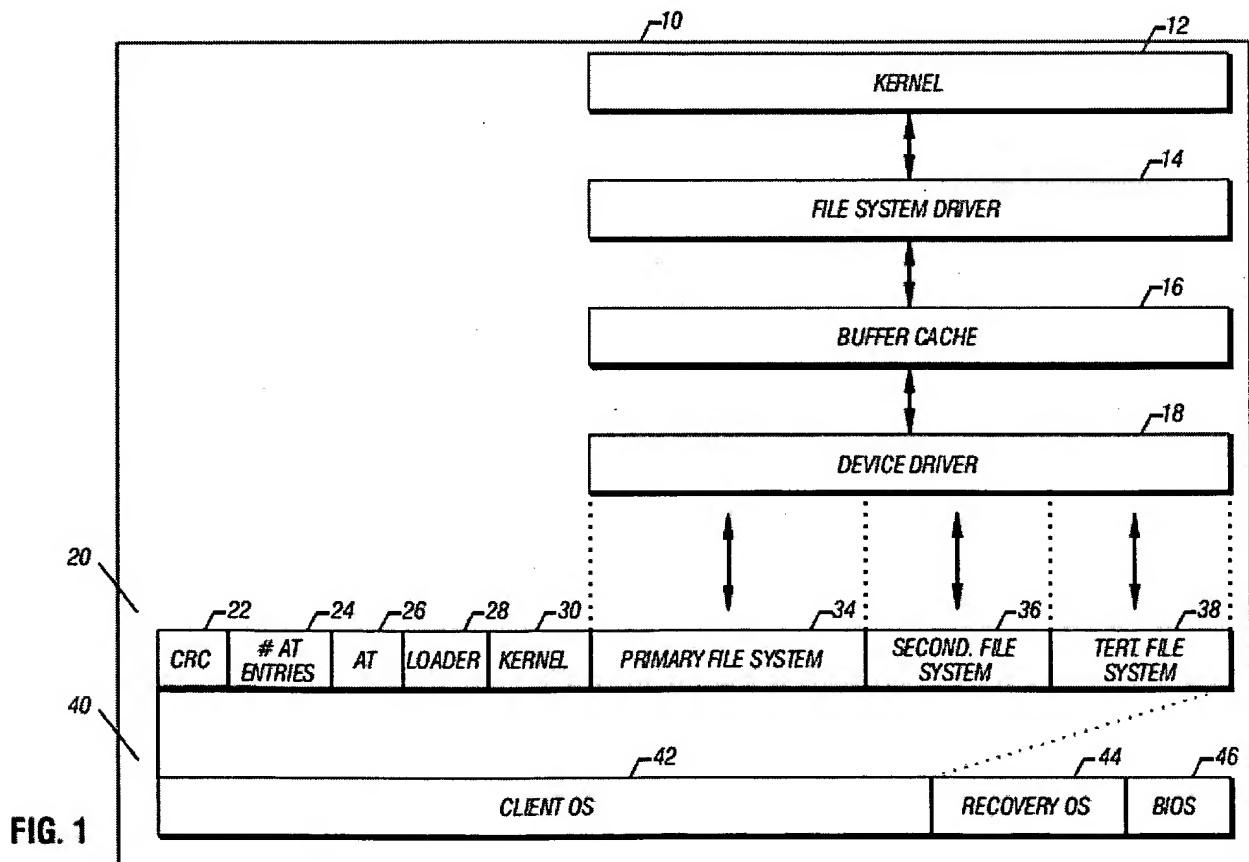 10
12
KERNEL
14
FILE SYSTEM DRIVER
16
BUFFER CACHE
18
DEVICE DRIVER
20
22 24 26 28 30 34 36 38
CRC
# AT
ENTRIES
AT
LOADER
KERNEL
PRIMARY FILE SYSTEM
SECOND. FILE
SYSTEM
TERT. FILE
SYSTEM
40
42 44 46
CLIENT OS
RECOVERY OS
BIOS
FIG. 1